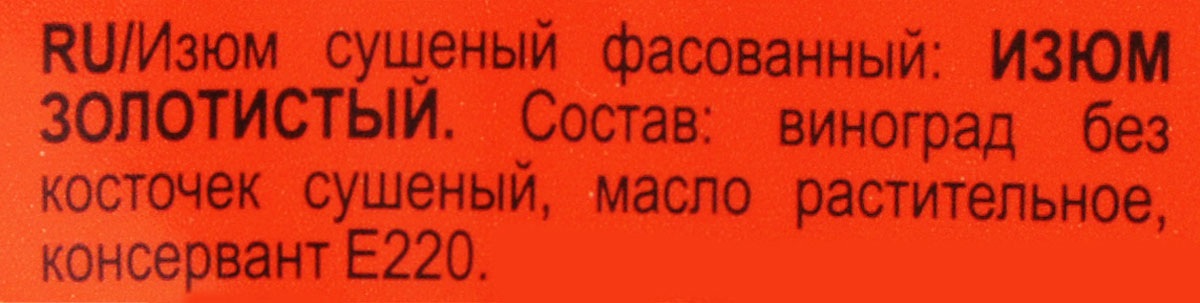 RU/Изюм сушеный фасованный: ИЗЮМ
ЗОЛОТИСТЫЙ. Состав: виноград без
косточек сушеный, масло растительное,
консервант Е220.